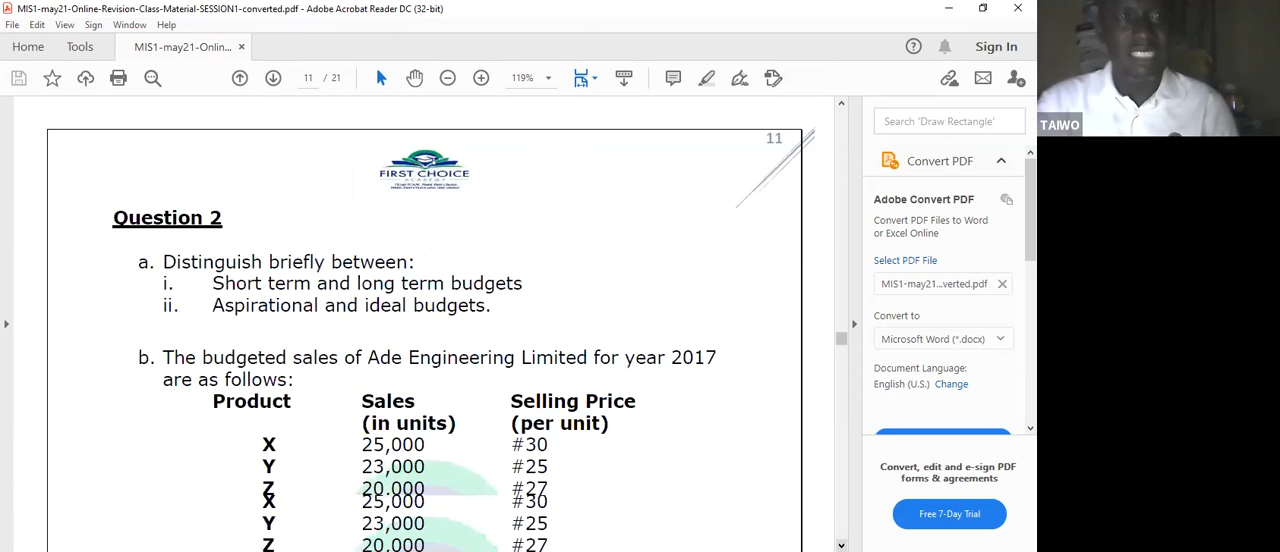 MIS1-may21-Online-Revision-Class-Material-SESSION1-converted.pdf - Adobe Acrobat Reader DC (32-bit)
File Edit View Sign Window Help
Home Tools MIS1-may21-Onlin... × Sign In
11 / 21 119%
11
FIRST CHOICE
ACADEMY
Question 2
a. Distinguish briefly between:
i. Short term and long term budgets
ii. Aspirational and ideal budgets.
b. The budgeted sales of Ade Engineering Limited for year 2017
are as follows:
Product Sales Selling Price
(in units) (per unit)
X 25,000 #30
Y 23,000 #25
Z 20,000 #27
X 25,000 #30
Y 23,000 #25
Z 20,000 #27
TAIWO
Search 'Draw Rectangle'
Convert PDF
Adobe Convert PDF
Convert PDF Files to Word
or Excel Online
Select PDF File
MIS1-may21...verted.pdf ×
Convert to
Microsoft Word (*.docx)
Document Language:
English (U.S.) Change
Convert, edit and e-sign PDF
forms & agreements
Free 7-Day Trial